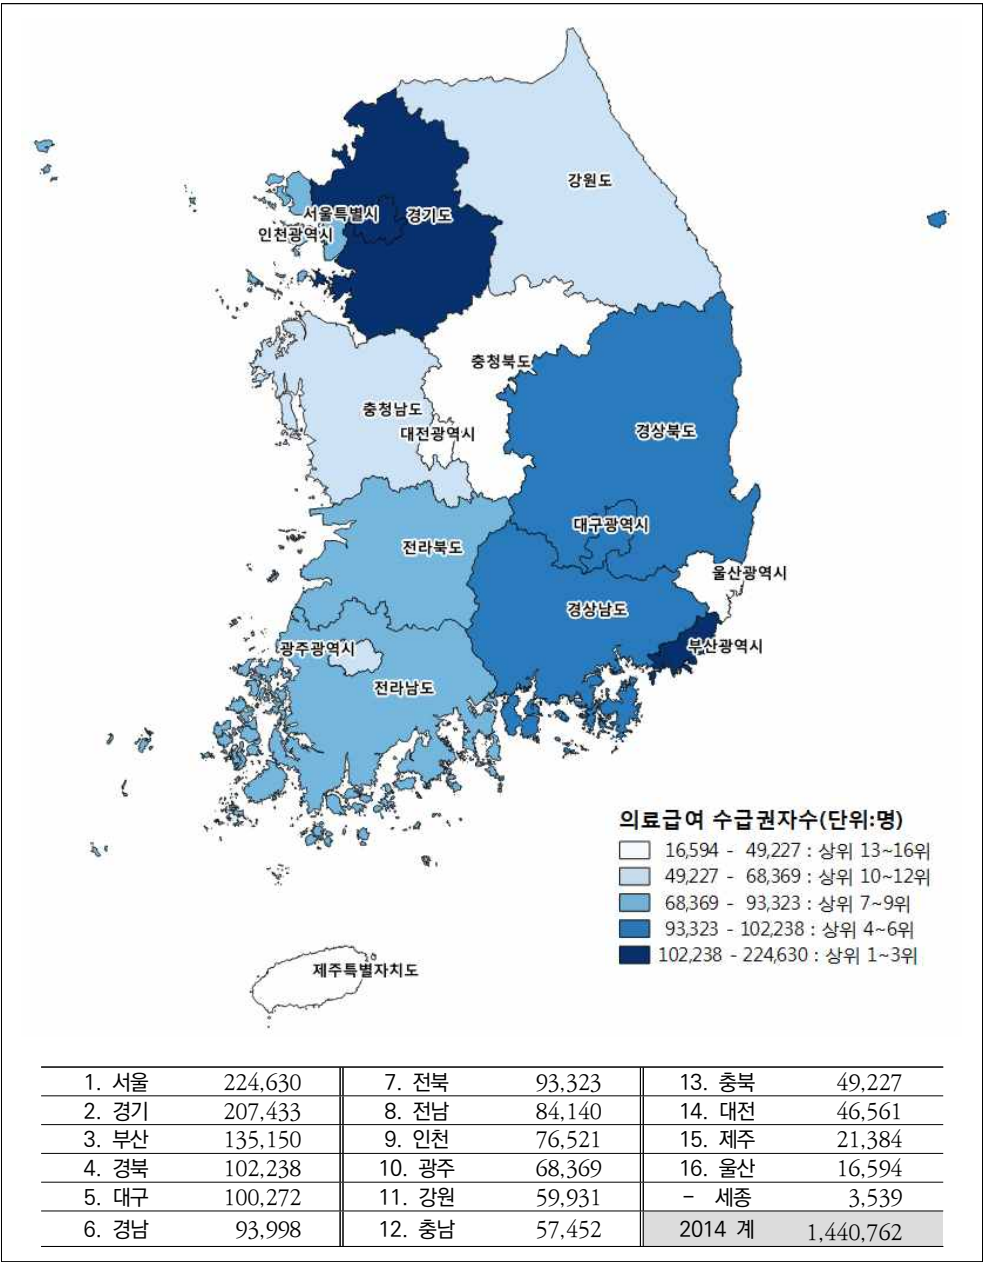 강원도
서울특별시
경기도
인천광역시
충청북도
충청남도
대전광역시
경상북도
대구광역시
전라북도
울산광역시
경상남도
광주광역시
부산광역시
전라남도
제주특별자치도
의료급여 수급권자수(단위:명)
16,594 - 49,227 : 상위 13~16위
49,227 - 68,369 : 상위 10~12위
68,369 - 93,323 : 상위 7~9위
93,323 - 102,238 : 상위 4~6위
102,238 - 224,630 : 상위 1~3위
1. 서울 224,630 7. 전북 93,323 13. 충북 49,227
2. 경기 207,433 8. 전남 84,140 14. 대전 46,561
3. 부산 135,150 9. 인천 76,521 15. 제주 21,384
4. 경북 102,238 10. 광주 68,369 16. 울산 16,594
5. 대구 100,272 11. 강원 59,931 - 세종 3,539
6. 경남 93,998 12. 충남 57,452 2014 계 1,440,762